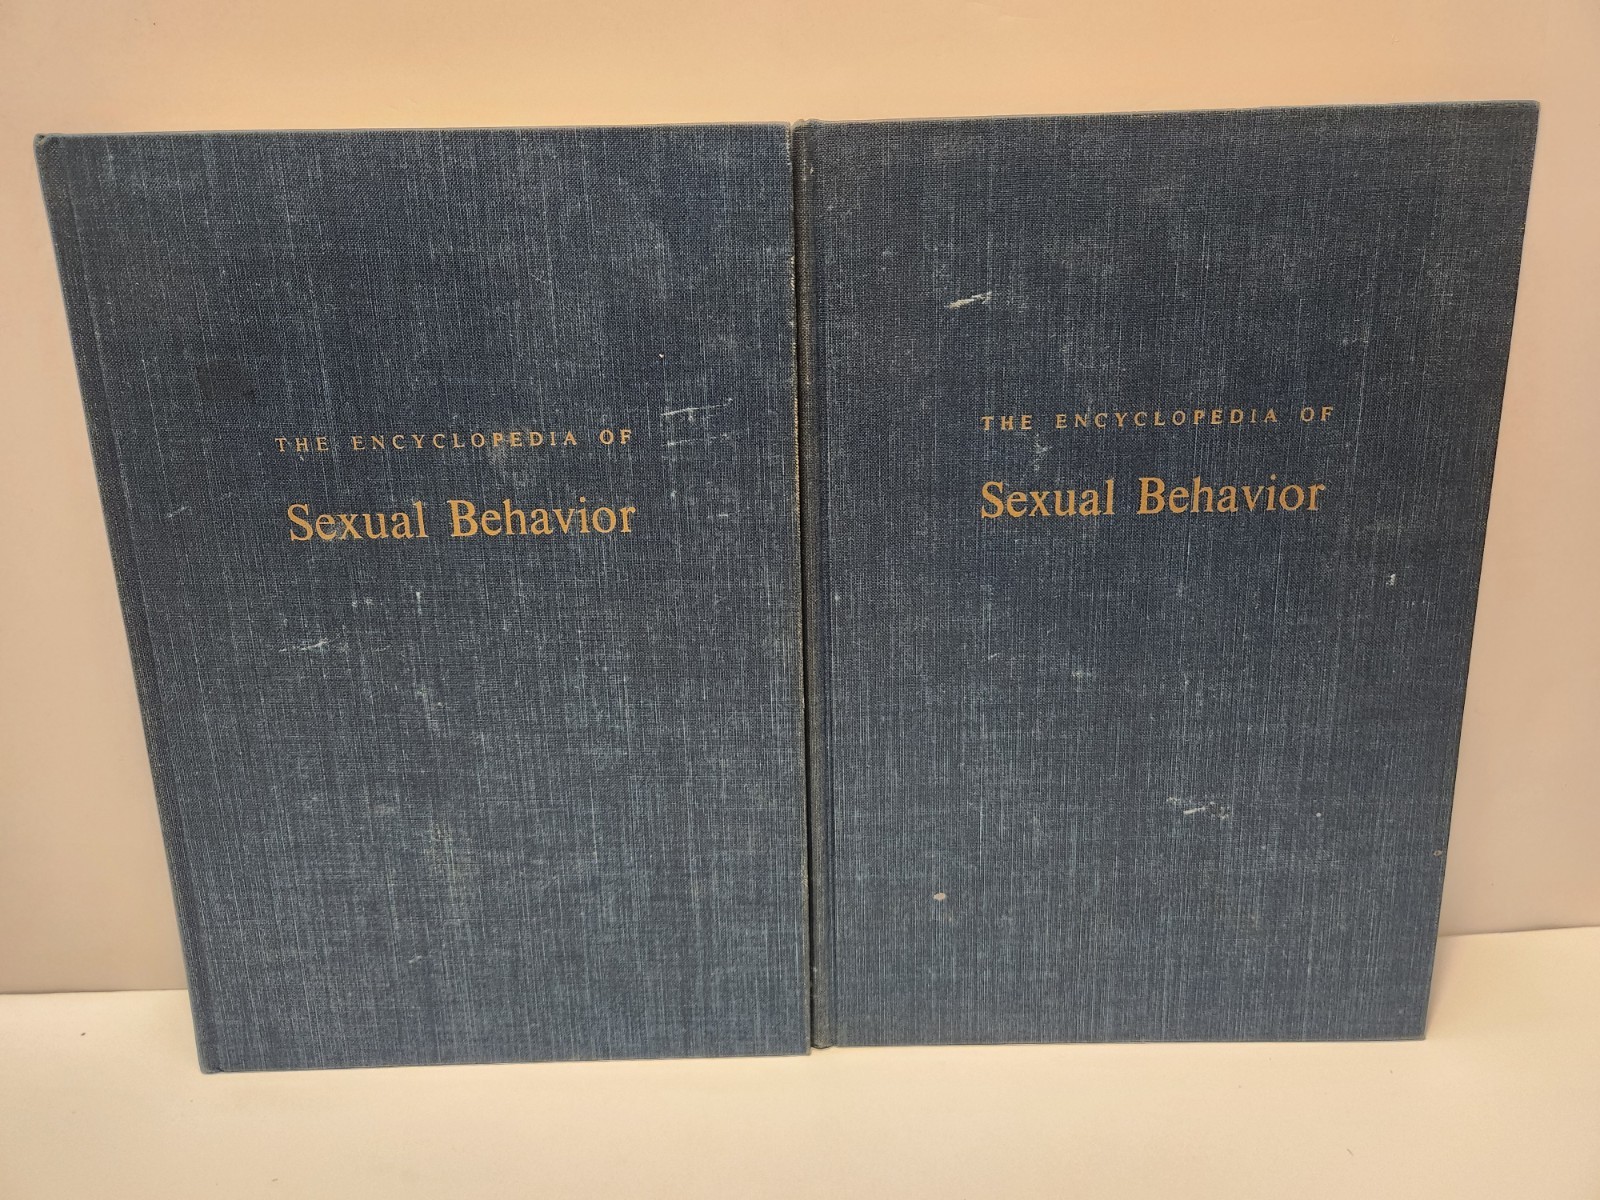 THE ENCYCLOPEDIA OF
Sexual Behavior
THE ENCYCLOPEDIA OF
Sexual Behavior